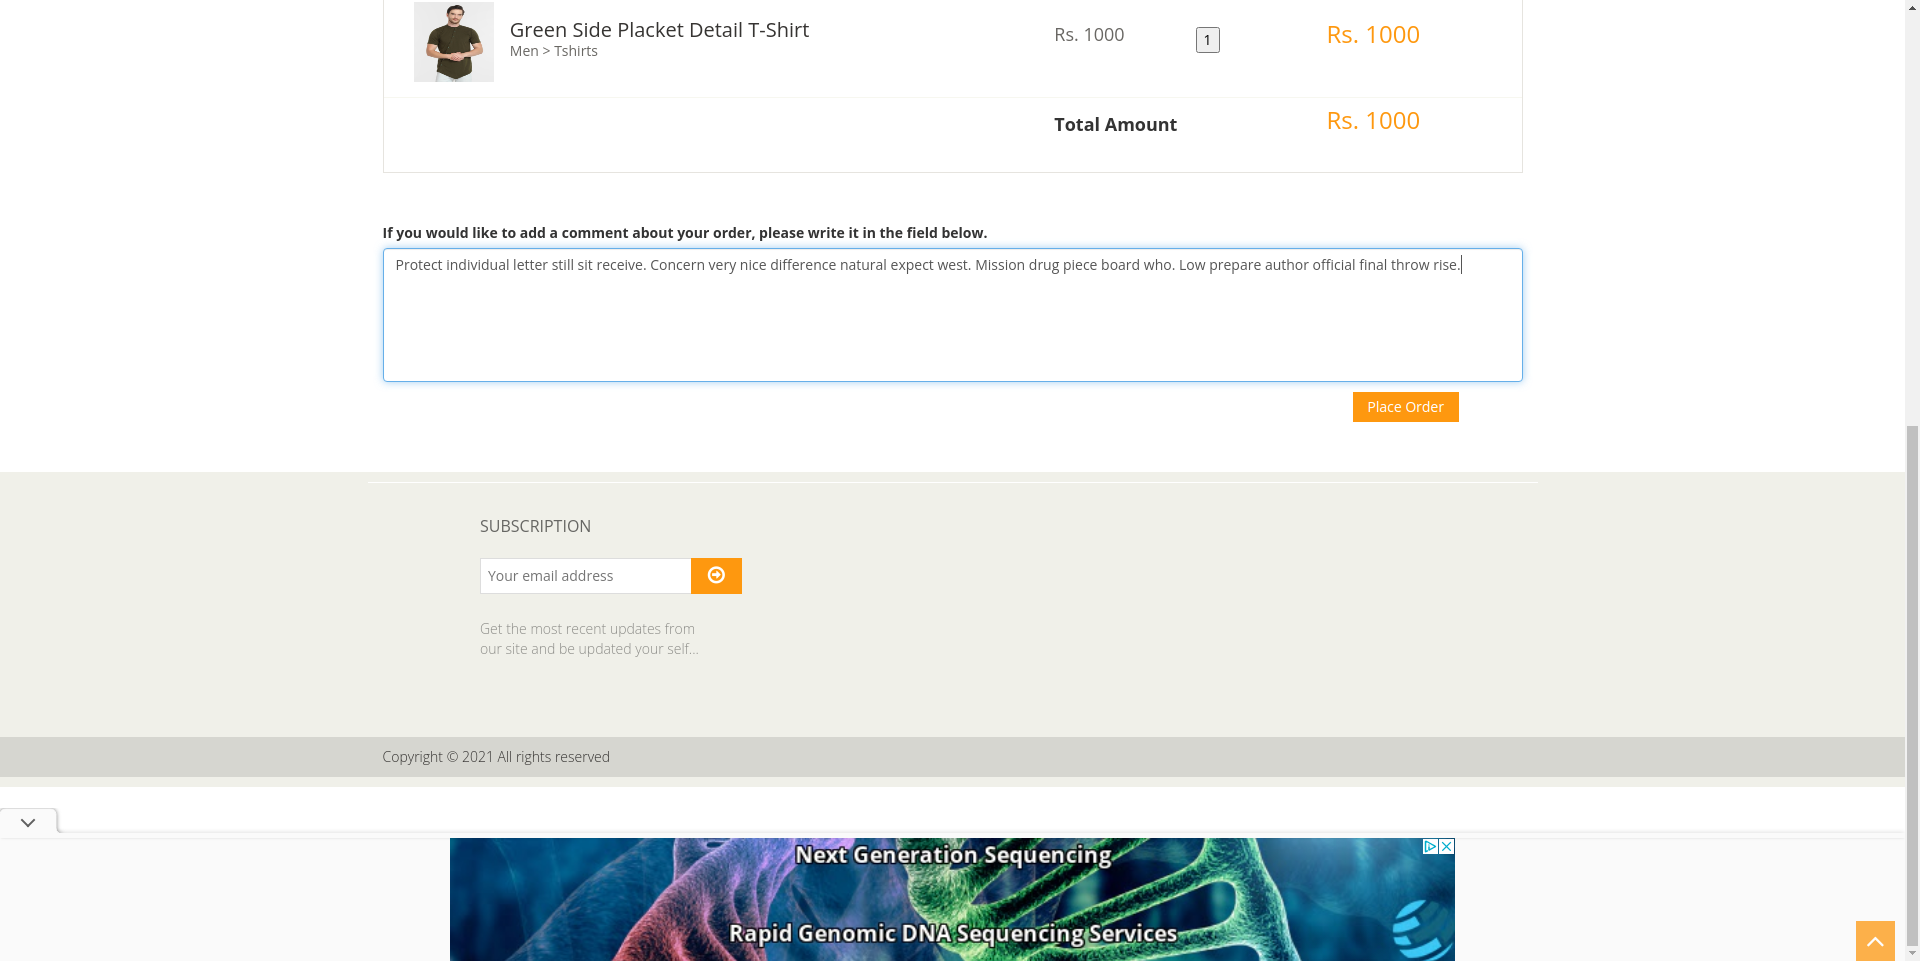 Green Side Placket Detail T-Shirt
Men > Tshirts
Rs. 1000
1
Rs. 1000
Total Amount
Rs. 1000
If you would like to add a comment about your order, please write it in the field below.
Protect individual letter still sit receive. Concern very nice difference natural expect west. Mission drug piece board who. Low prepare author official final throw rise.
Place Order
SUBSCRIPTION
Your email address
Get the most recent updates from
our site and be updated your self...
Copyright © 2021 All rights reserved
Next Generation Sequencing
Rapid Genomic DNA Sequencing Services